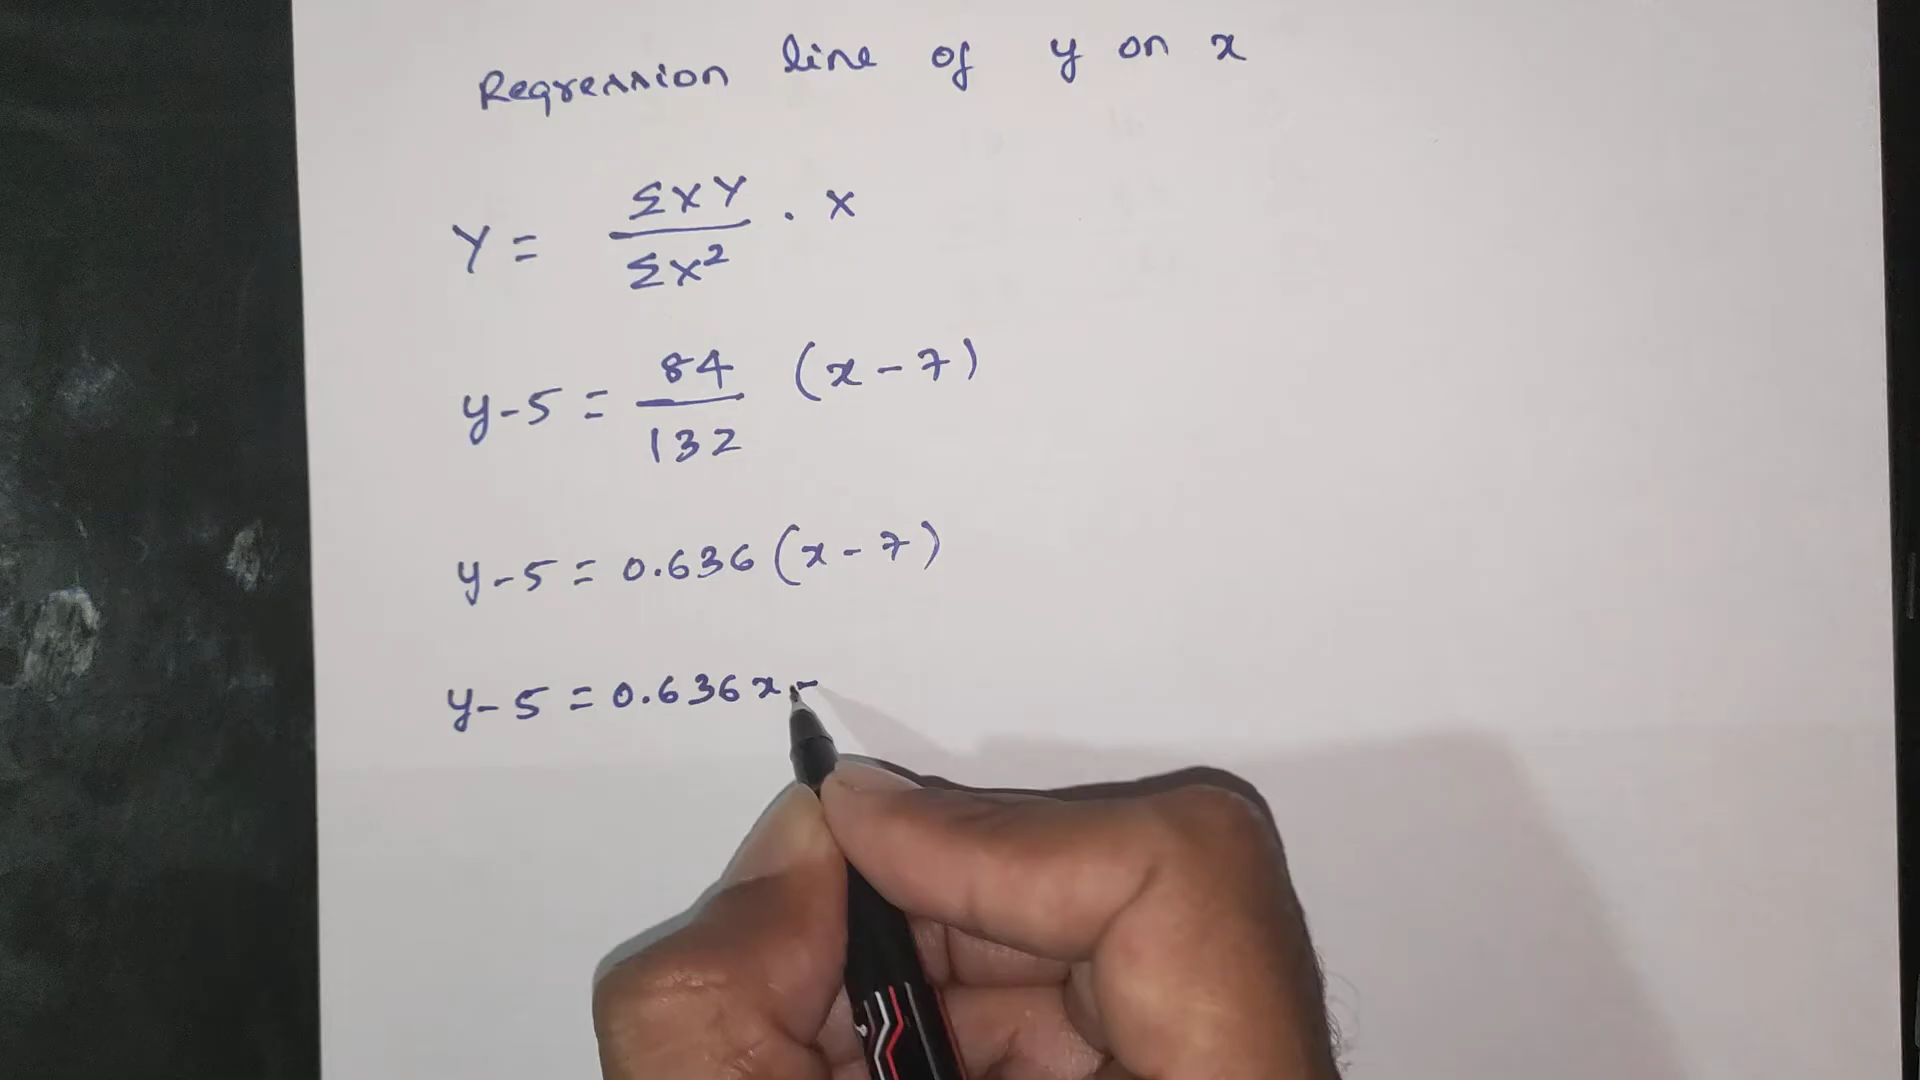 Regression line of y on x
Y = ΣXY / ΣX² . X
y - 5 = 84 / 132 (x - 7)
y - 5 = 0.636 (x - 7)
y - 5 = 0.636x -